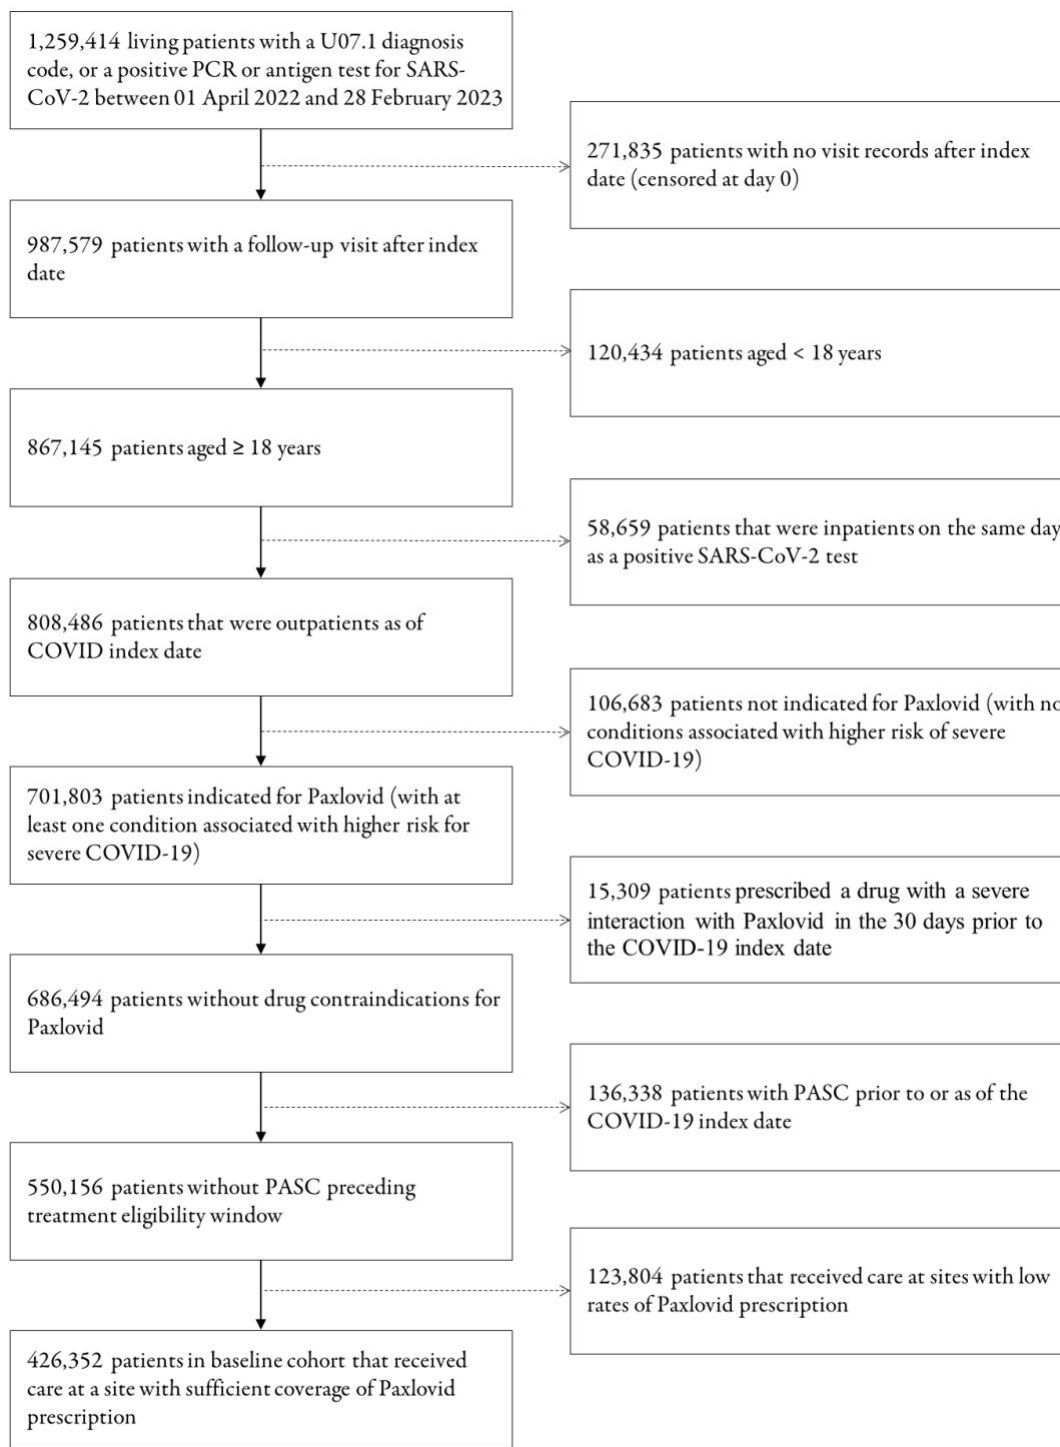 1,259,414 living patients with a U07.1 diagnosis
code, or a positive PCR or antigen test for SARS-
CoV-2 between 01 April 2022 and 28 February 2023
271,835 patients with no visit records after index
date (censored at day 0)
987,579 patients with a follow-up visit after index
date
120,434 patients aged < 18 years
867,145 patients aged ≥ 18 years
58,659 patients that were inpatients on the same day
as a positive SARS-CoV-2 test
808,486 patients that were outpatients as of
COVID index date
106,683 patients not indicated for Paxlovid (with no
conditions associated with higher risk of severe
COVID-19)
701,803 patients indicated for Paxlovid (with at
least one condition associated with higher risk for
severe COVID-19)
15,309 patients prescribed a drug with a severe
interaction with Paxlovid in the 30 days prior to
the COVID-19 index date
686,494 patients without drug contraindications for
Paxlovid
136,338 patients with PASC prior to or as of the
COVID-19 index date
550,156 patients without PASC preceding
treatment eligibility window
123,804 patients that received care at sites with low
rates of Paxlovid prescription
426,352 patients in baseline cohort that received
care at a site with sufficient coverage of Paxlovid
prescription